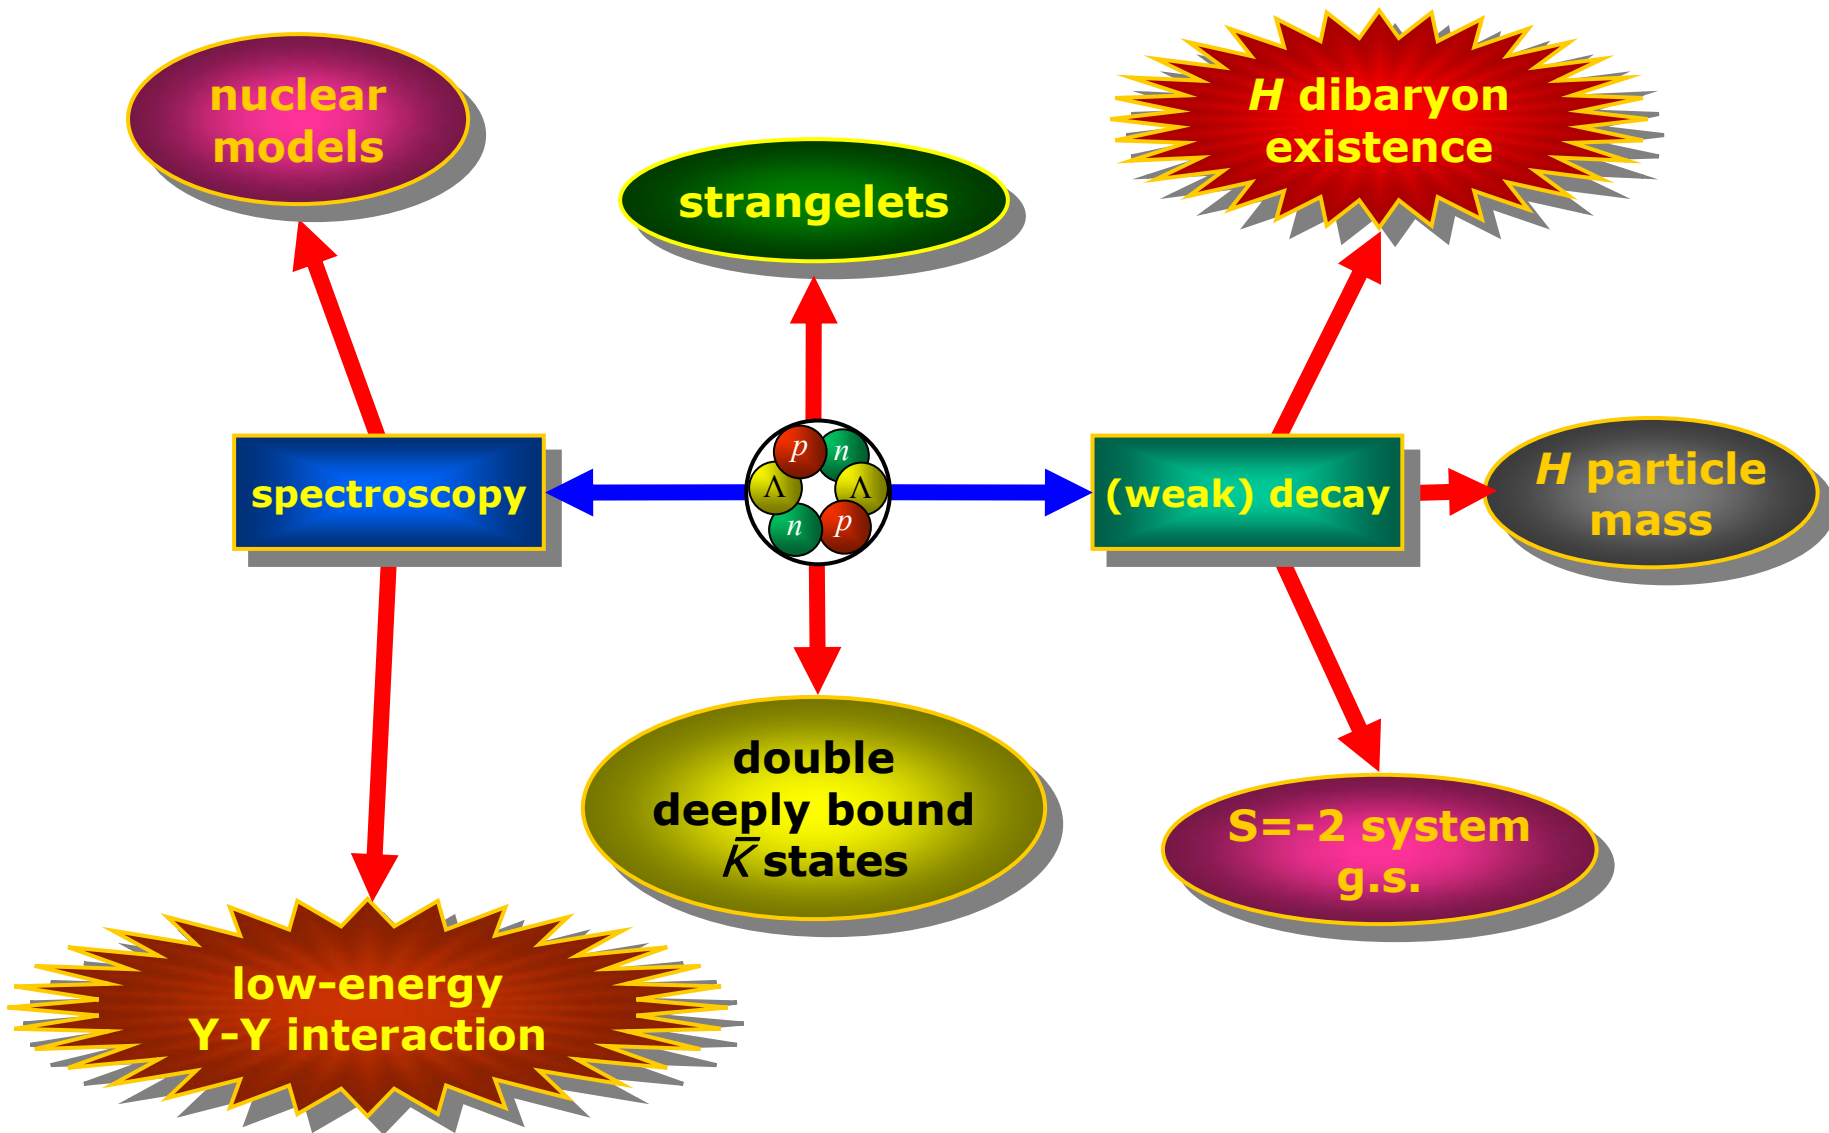 nuclear
models
H dibaryon
existence
strangelets
spectroscopy
p n
Λ Λ
n p
(weak) decay
H particle
mass
double
deeply bound
K̄ states
S=-2 system
g.s.
low-energy
Y-Y interaction